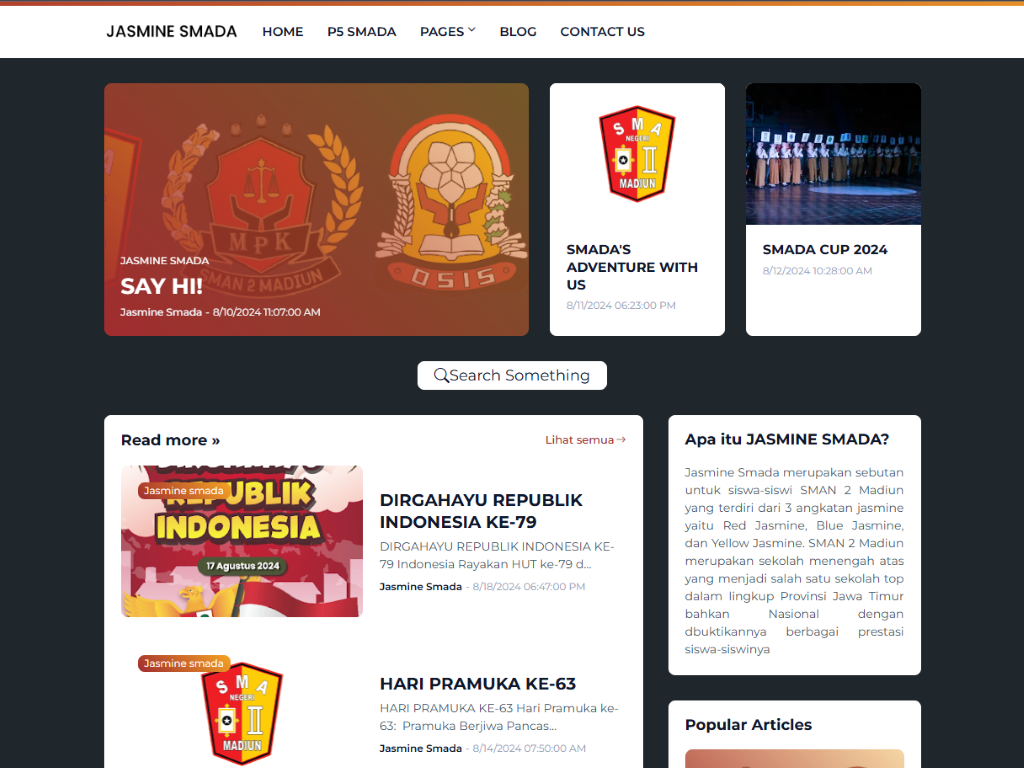 JASMINE SMADA
HOME
P5 SMADA
PAGES
BLOG
CONTACT US
MPK
SMAN 2 MADIUN
OSIS
JASMINE SMADA
SAY HI!
Jasmine Smada - 8/10/2024 11:07:00 AM
SMA
NEGERI
II
MADIUN
SMADA'S
ADVENTURE WITH
US
8/11/2024 06:23:00 PM
SMADA CUP 2024
8/12/2024 10:28:00 AM
Search Something
Read more »
Lihat semua
Jasmine smada
REPUBLIK
INDONESIA
17 Agustus 2024
DIRGAHAYU REPUBLIK
INDONESIA KE-79
DIRGAHAYU REPUBLIK INDONESIA KE-
79 Indonesia Rayakan HUT ke-79 d...
Jasmine Smada - 8/18/2024 06:47:00 PM
Jasmine smada
SMA
NEGERI
II
MADIUN
HARI PRAMUKA KE-63
HARI PRAMUKA KE-63 Hari Pramuka ke-
63:  Pramuka Berjiwa Pancas...
Jasmine Smada - 8/14/2024 07:50:00 AM
Apa itu JASMINE SMADA?
Jasmine Smada merupakan sebutan
untuk siswa-siswi SMAN 2 Madiun
yang terdiri dari 3 angkatan jasmine
yaitu Red Jasmine, Blue Jasmine,
dan Yellow Jasmine. SMAN 2 Madiun
merupakan sekolah menengah atas
yang menjadi salah satu sekolah top
dalam lingkup Provinsi Jawa Timur
bahkan Nasional dengan
dbuktikannya berbagai prestasi
siswa-siswinya
Popular Articles